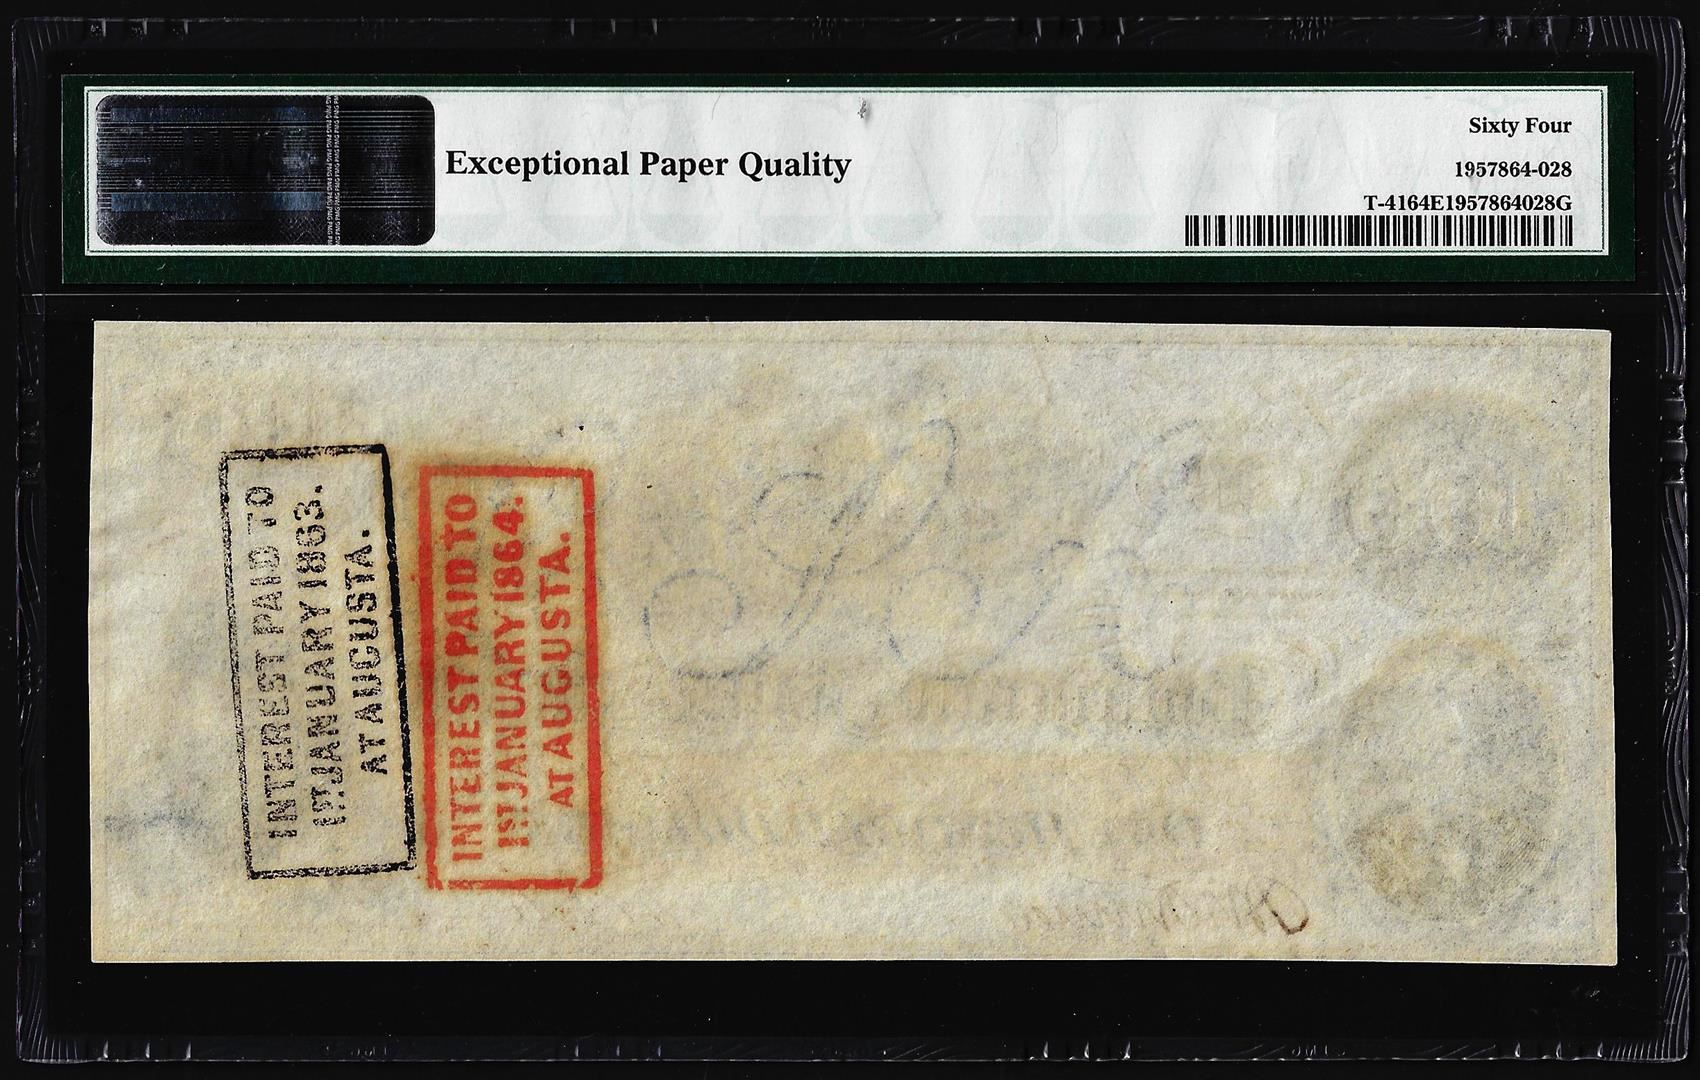 Exceptional Paper Quality
Sixty Four
1957864-028
T-4164E1957864028G
INTEREST PAID TO
1ST JANUARY 1863.
AT AUGUSTA.
INTEREST PAID TO
1ST JANUARY 1864.
AT AUGUSTA.